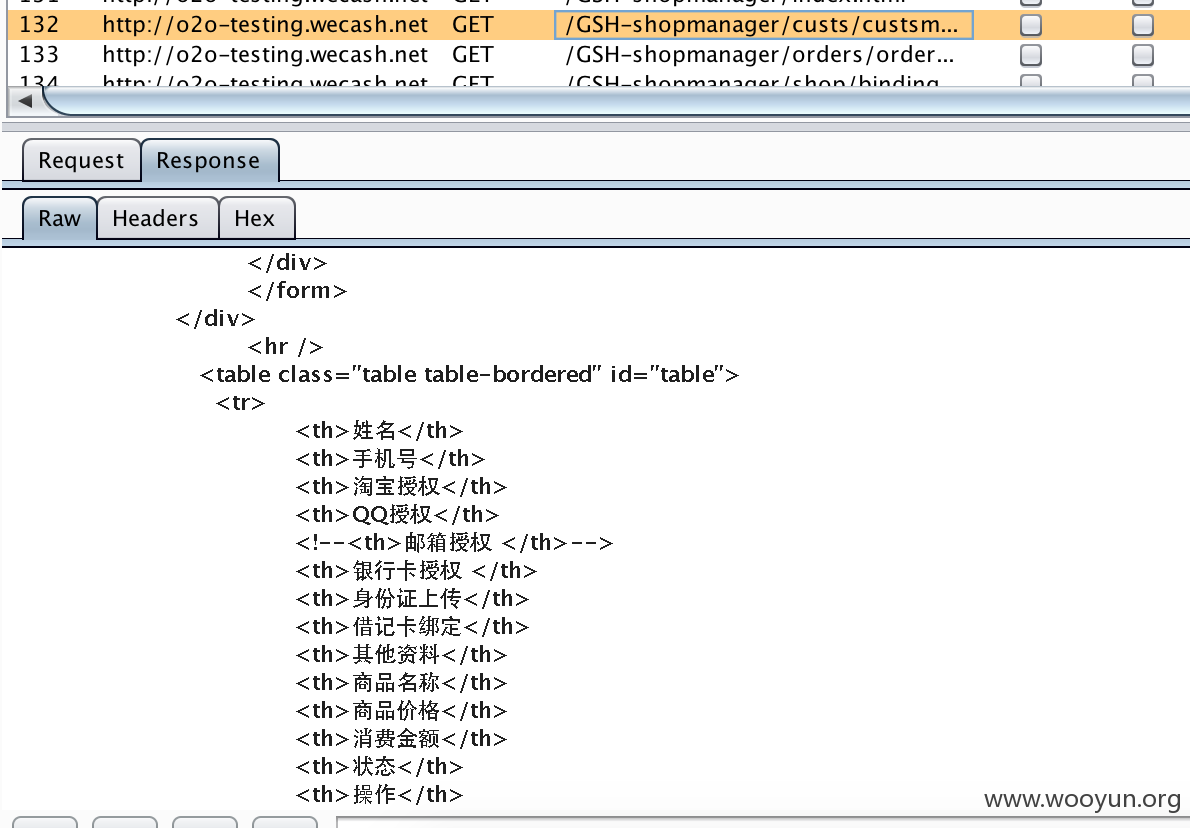 131 http://o2o-testing.wecash.net GET /GSH-shopmanager/index.html
132 http://o2o-testing.wecash.net GET /GSH-shopmanager/custs/custsm...
133 http://o2o-testing.wecash.net GET /GSH-shopmanager/orders/order...
134 http://o2o-testing.wecash.net GET /GSH-shopmanager/shop/binding
Request Response
Raw Headers Hex
</div>
</form>
</div>
<hr />
<table class="table table-bordered" id="table">
<tr>
<th>姓名</th>
<th>手机号</th>
<th>淘宝授权</th>
<th>QQ授权</th>
<!--<th>邮箱授权 </th>-->
<th>银行卡授权 </th>
<th>身份证上传</th>
<th>借记卡绑定</th>
<th>其他资料</th>
<th>商品名称</th>
<th>商品价格</th>
<th>消费金额</th>
<th>状态</th>
<th>操作</th>
www.wooyun.org